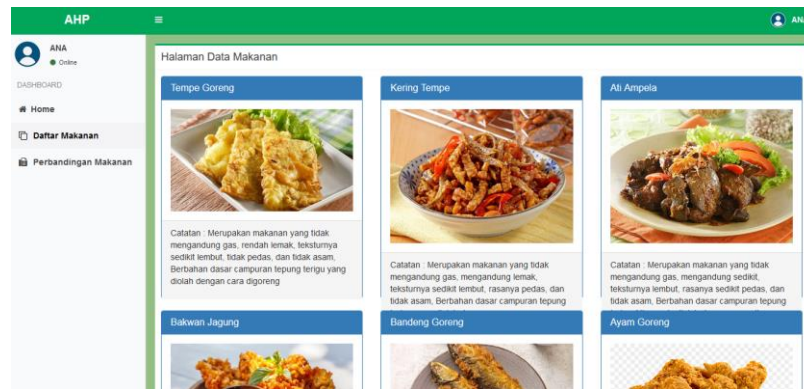 AHP
ANA
ANA
Online
DASHBOARD
Home
Daftar Makanan
Perbandingan Makanan
Halaman Data Makanan
Tempe Goreng
Catatan : Merupakan makanan yang tidak
mengandung gas, rendah lemak, teksturnya
sedikit lembut, tidak pedas, dan tidak asam,
Berbahan dasar campuran tepung terigu yang
diolah dengan cara digoreng
Kering Tempe
Catatan : Merupakan makanan yang tidak
mengandung gas, mengandung lemak,
teksturnya sedikit lembut, rasanya pedas, dan
tidak asam, Berbahan dasar campuran tepung
Ati Ampela
Catatan : Merupakan makanan yang tidak
mengandung gas, mengandung sedikit,
teksturnya lembut, rasanya sedikit pedas, dan
tidak asam, Berbahan dasar campuran tepung
Bakwan Jagung
Bandeng Goreng
Ayam Goreng